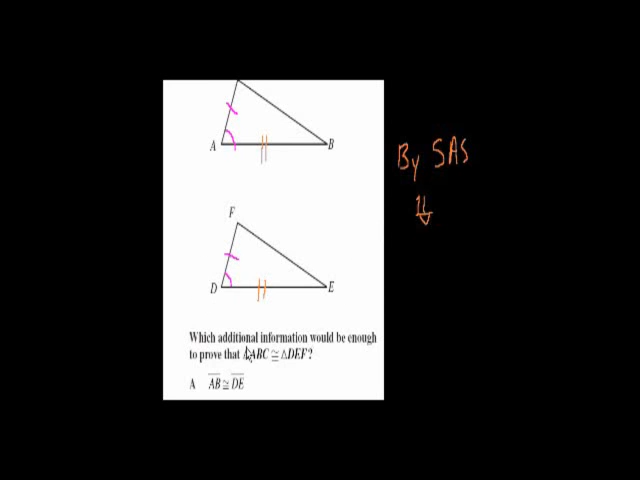 A B
By SAS
F
D E
Which additional information would be enough
to prove that △ABC ≅ △DEF?
A AB ≅ DE